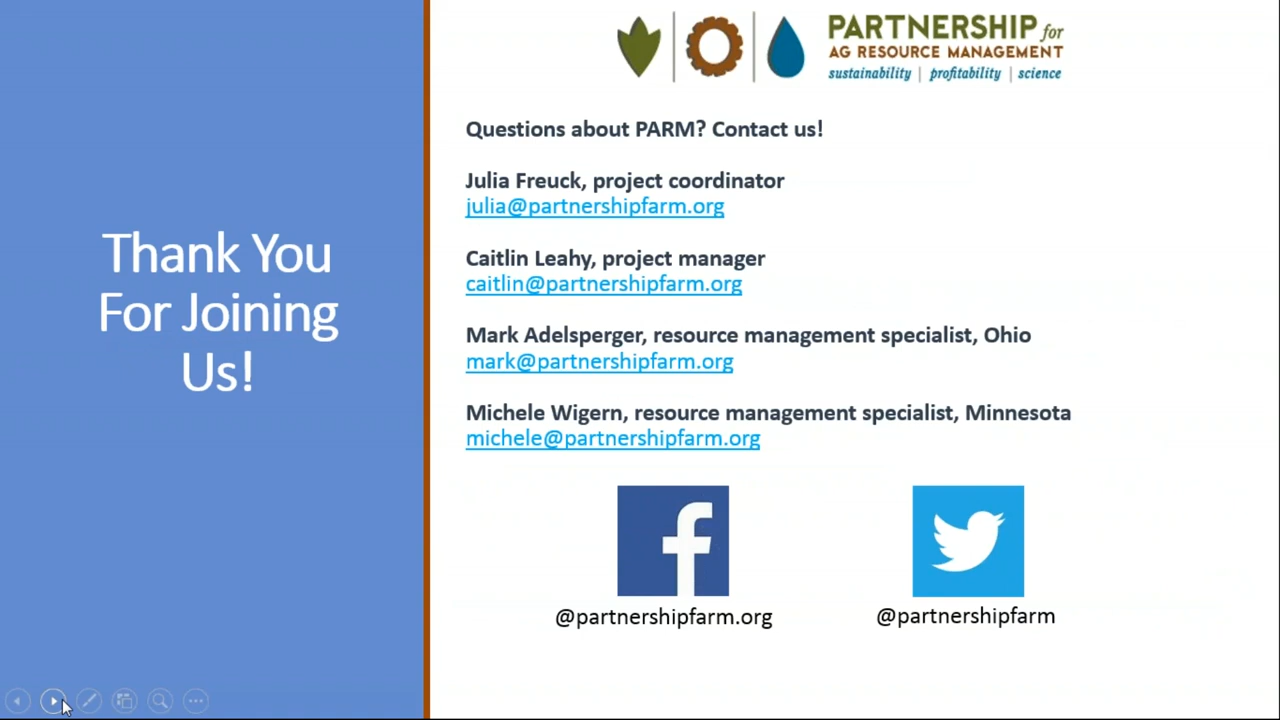 Thank You
For Joining
Us!
PARTNERSHIP for
AG RESOURCE MANAGEMENT
sustainability | profitability | science
Questions about PARM? Contact us!
Julia Freuck, project coordinator
julia@partnershipfarm.org
Caitlin Leahy, project manager
caitlin@partnershipfarm.org
Mark Adelsperger, resource management specialist, Ohio
mark@partnershipfarm.org
Michele Wigern, resource management specialist, Minnesota
michele@partnershipfarm.org
@partnershipfarm.org
@partnershipfarm